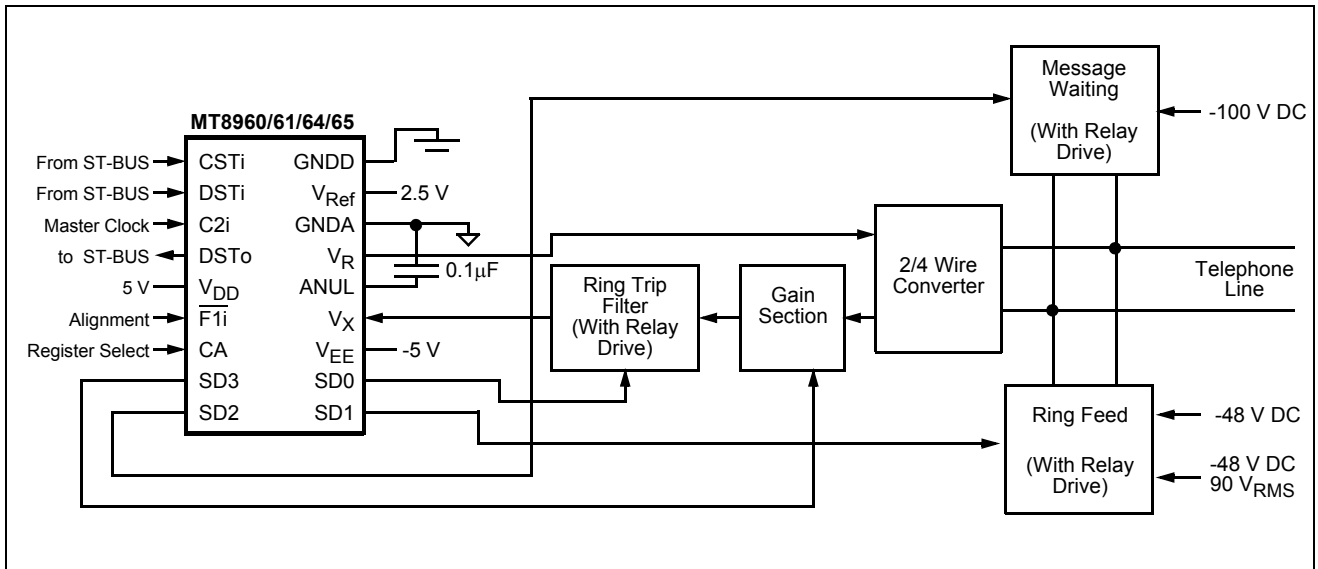 MT8960/61/64/65
From ST-BUS
From ST-BUS
Master Clock
to ST-BUS
5 V
Alignment
Register Select
CSTi
DSTi
C2i
DSTo
VDD
F1i
CA
SD3
SD2
GNDD
VRef
GNDA
VR
ANUL
VX
VEE
SD0
SD1
2.5 V
0.1μF
-5 V
Ring Trip
Filter
(With Relay
Drive)
Gain
Section
2/4 Wire
Converter
Message
Waiting
(With Relay
Drive)
-100 V DC
Telephone
Line
Ring Feed
(With Relay
Drive)
-48 V DC
-48 V DC
90 VRMS